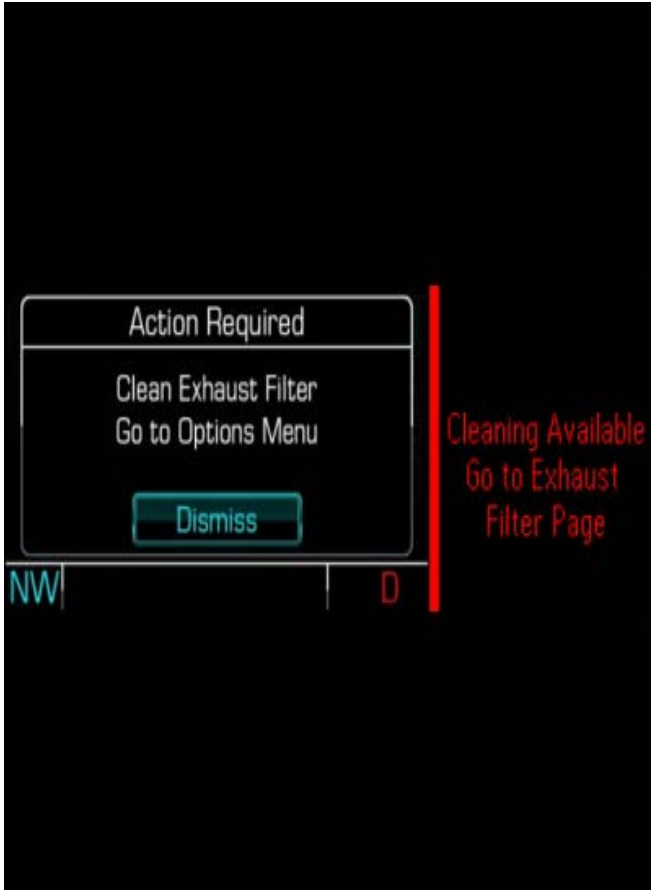 Action Required
Clean Exhaust Filter
Go to Options Menu
Dismiss
NW
D
Cleaning Available
Go to Exhaust
Filter Page